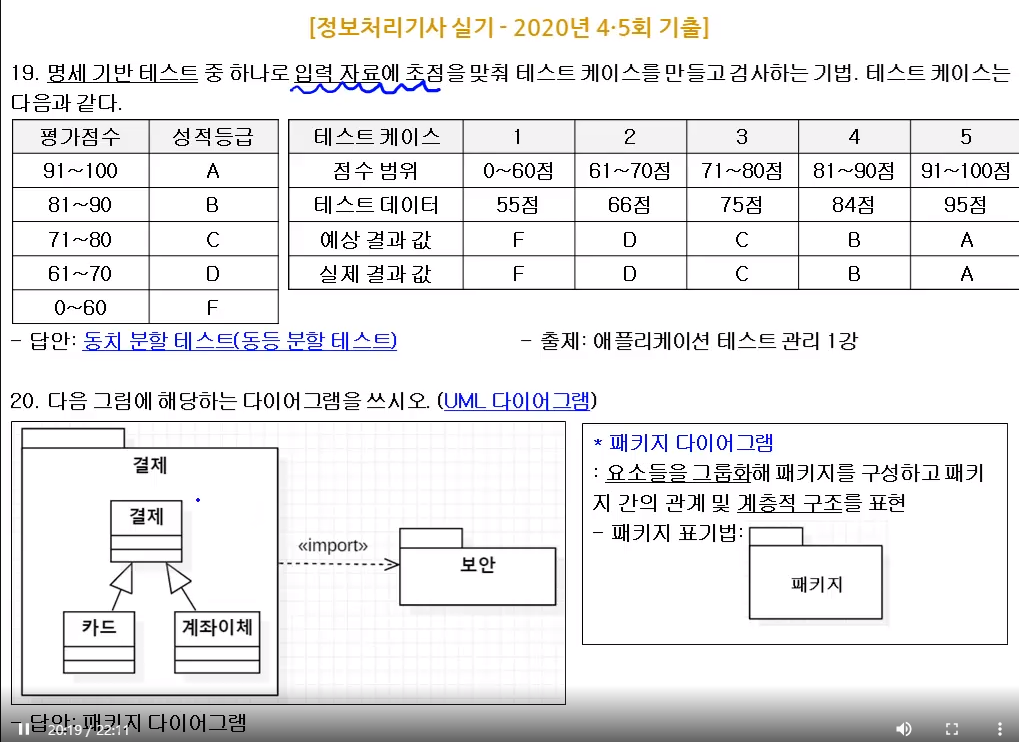 [정보처리기사 실기 - 2020년 4·5회 기출]
19. 명세 기반 테스트 중 하나로 입력 자료에 초점을 맞춰 테스트 케이스를 만들고 검사하는 기법. 테스트 케이스는
다음과 같다.
평가점수 성적등급
91~100 A
81~90 B
71~80 C
61~70 D
0~60 F
테스트 케이스 1 2 3 4 5
점수 범위 0~60점 61~70점 71~80점 81~90점 91~100점
테스트 데이터 55점 66점 75점 84점 95점
예상 결과 값 F D C B A
실제 결과 값 F D C B A
- 답안: 동치 분할 테스트(동등 분할 테스트) - 출제: 애플리케이션 테스트 관리 1강
20. 다음 그림에 해당하는 다이어그램을 쓰시오. (UML 다이어그램)
결제
결제
카드 계좌이체
«import»
보안
* 패키지 다이어그램
: 요소들을 그룹화해 패키지를 구성하고 패키
지 간의 관계 및 계층적 구조를 표현
- 패키지 표기법:
패키지
- 답안: 패키지 다이어그램
20:19 / 22:11